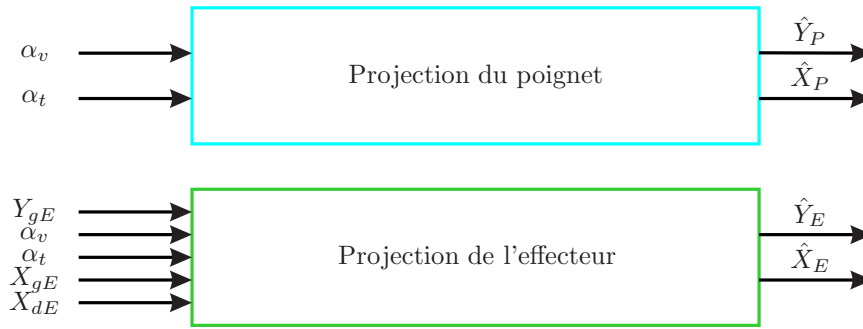 α_v
α_t
Projection du poignet
Ŷ_P
X̂_P
Y_gE
α_v
α_t
X_gE
X_dE
Projection de l'effecteur
Ŷ_E
X̂_E